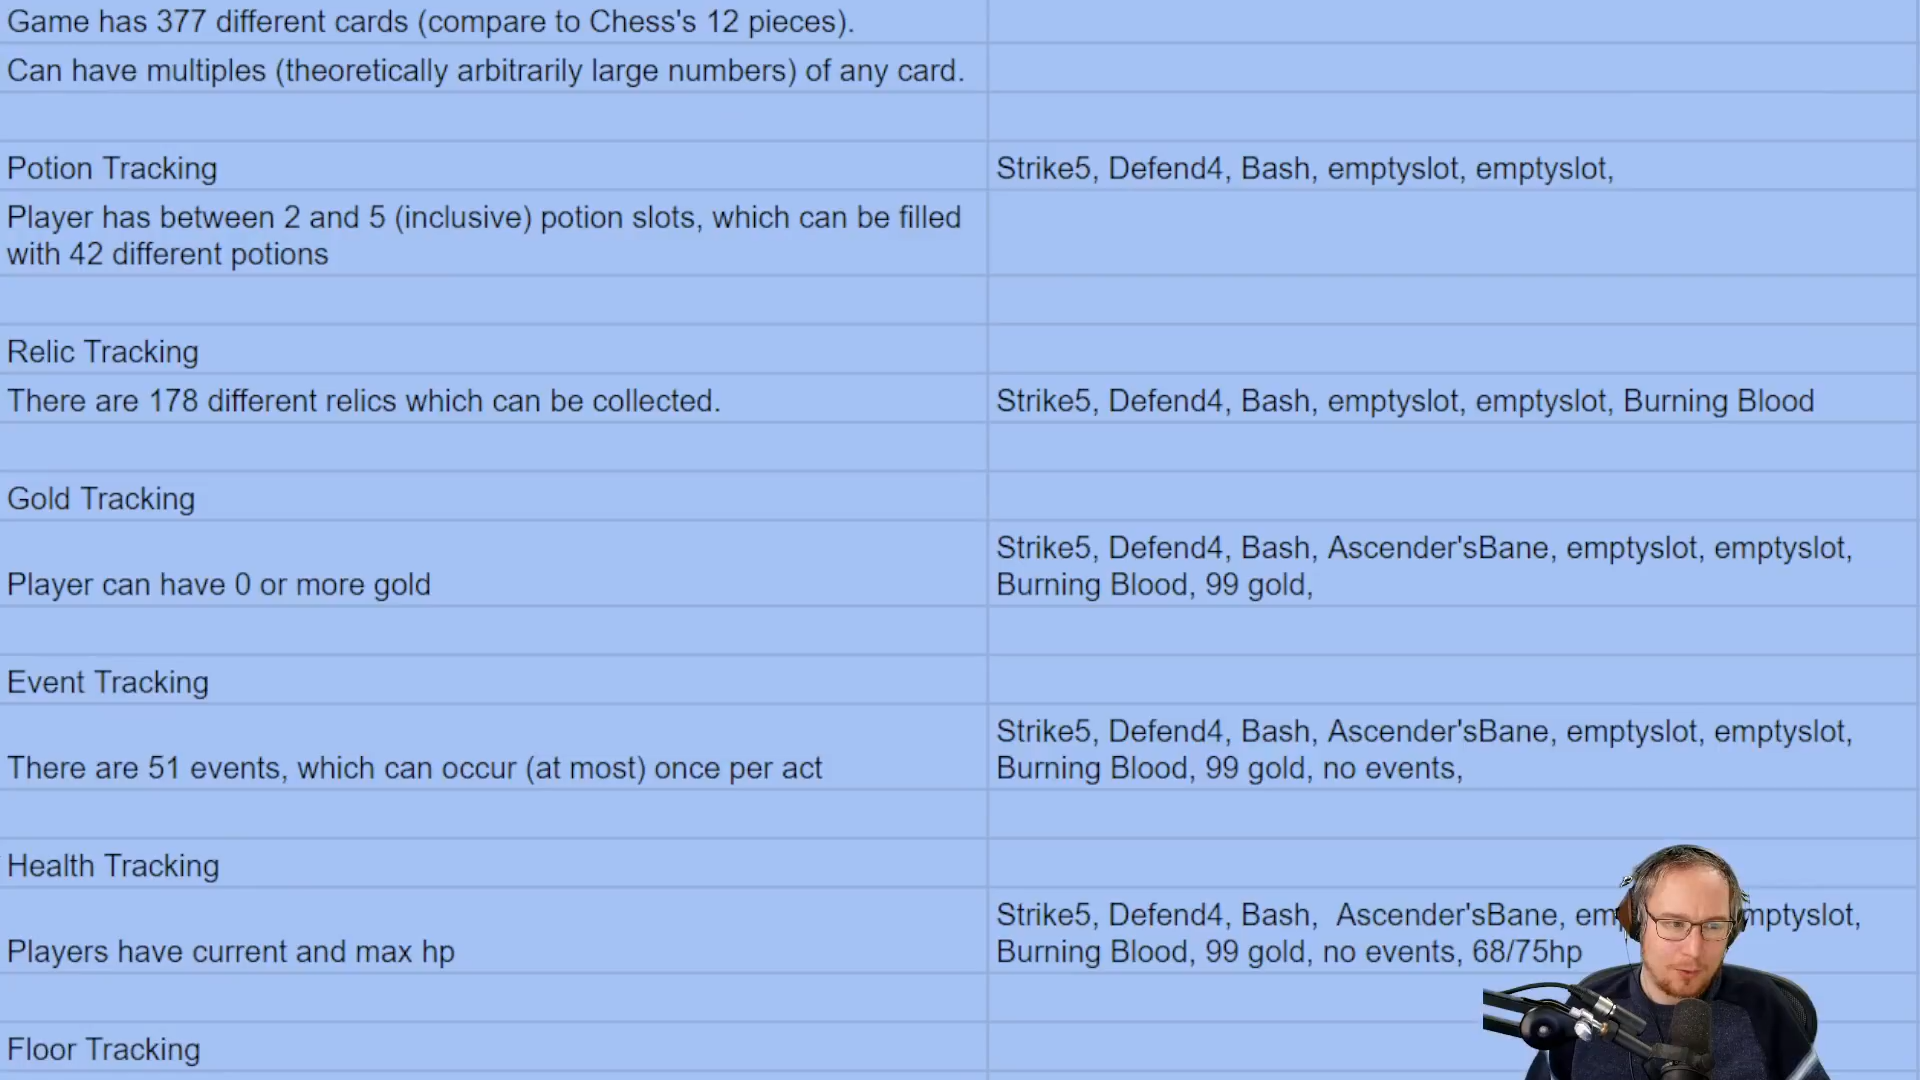 Game has 377 different cards (compare to Chess's 12 pieces).
Can have multiples (theoretically arbitrarily large numbers) of any card.
Potion Tracking
Strike5, Defend4, Bash, emptyslot, emptyslot,
Player has between 2 and 5 (inclusive) potion slots, which can be filled
with 42 different potions
Relic Tracking
There are 178 different relics which can be collected.
Strike5, Defend4, Bash, emptyslot, emptyslot, Burning Blood
Gold Tracking
Player can have 0 or more gold
Strike5, Defend4, Bash, Ascender'sBane, emptyslot, emptyslot,
Burning Blood, 99 gold,
Event Tracking
There are 51 events, which can occur (at most) once per act
Strike5, Defend4, Bash, Ascender'sBane, emptyslot, emptyslot,
Burning Blood, 99 gold, no events,
Health Tracking
Players have current and max hp
Strike5, Defend4, Bash, Ascender'sBane,
Burning Blood, 99 gold, no events, 68/75hp
Floor Tracking